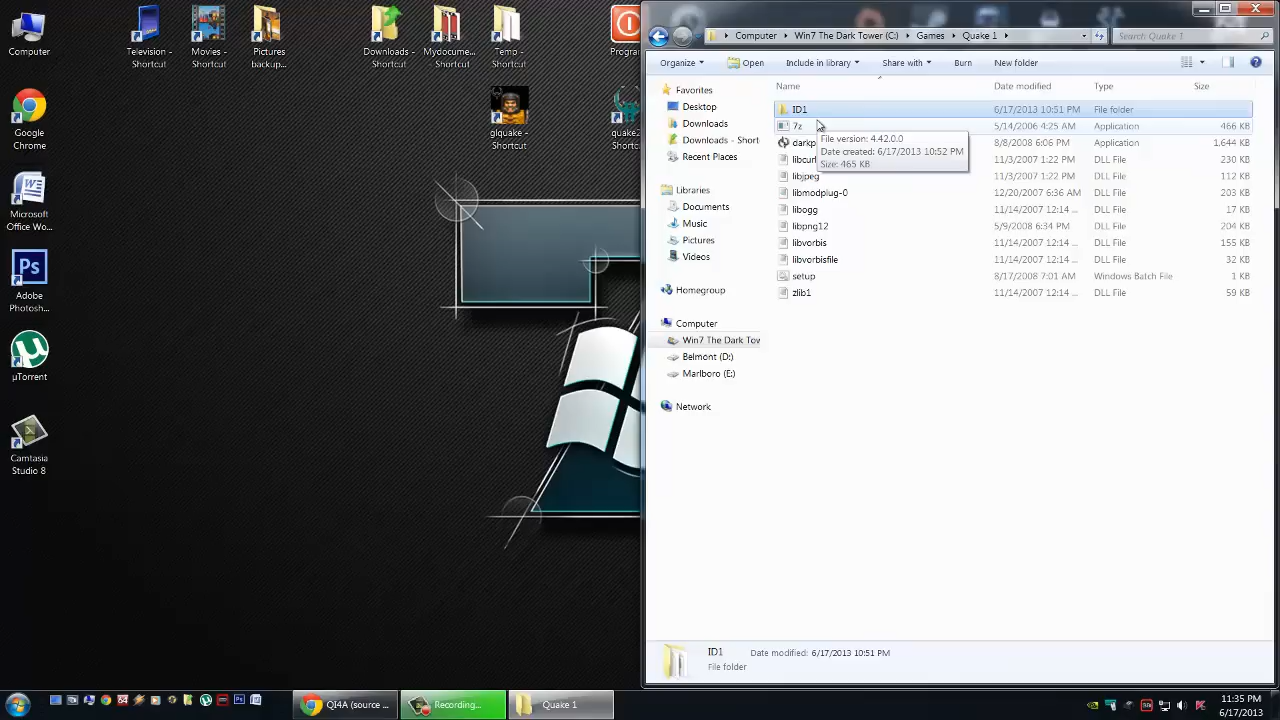 Computer
Television -
Shortcut
Movies -
Shortcut
Pictures
backup...
Downloads -
Shortcut
Mydocume...
- Shortcut
Temp -
Shortcut
Google
Chrome
glquake -
Shortcut
Microsoft
Office Wo...
Adobe
Photosh...
µTorrent
Camtasia
Studio 8
Computer
Win7 The Dark Tower (C:)
Games
Quake 1
Search Quake 1
Organize
Open
Include in library
Share with
Burn
New folder
Favorites
Desktop
Downloads
Downloads - Short
Recent Places
Libraries
Documents
Music
Pictures
Videos
Homegroup
Computer
Win7 The Dark Tow
Belmont (D:)
Marlboro (E:)
Network
Name Date modified Type Size
ID1 6/17/2013 10:51 PM File folder
7z 5/14/2006 4:25 AM Application 466 KB
darkp 8/8/2008 6:06 PM Application 1,644 KB
libcurl 11/3/2007 1:22 PM DLL File 230 KB
libjpeg 11/3/2007 1:22 PM DLL File 112 KB
libmodplug-0 12/20/2007 6:36 AM DLL File 203 KB
libogg 11/14/2007 12:14 ... DLL File 17 KB
libpng12 5/9/2008 6:34 PM DLL File 204 KB
libvorbis 11/14/2007 12:14 ... DLL File 155 KB
libvorbisfile 11/14/2007 12:14 ... DLL File 32 KB
setup 8/17/2008 7:01 AM Windows Batch File 1 KB
zlib1 11/14/2007 12:14 ... DLL File 59 KB
File version: 4.42.0.0
Date created: 6/17/2013 10:52 PM
Size: 465 KB
ID1 Date modified: 6/17/2013 10:51 PM
File folder
QI4A (source ...
Recording...
Quake 1
11:35 PM
6/17/2013